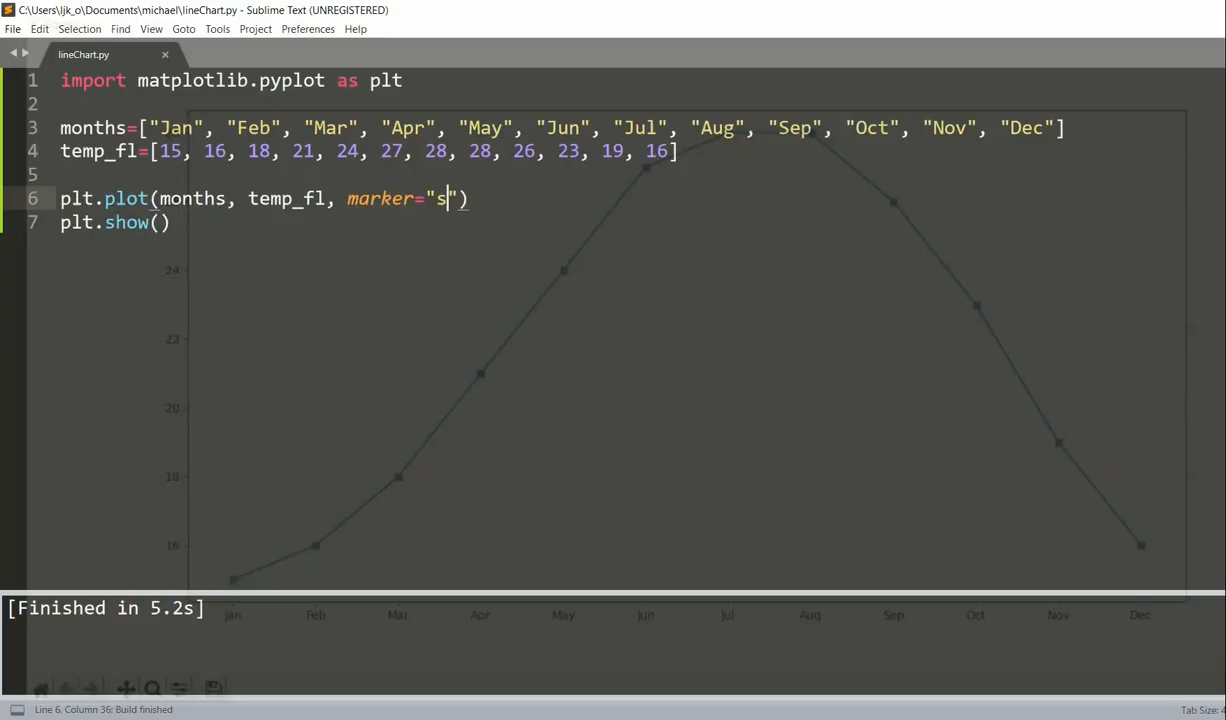 C:\Users\ljk_o\Documents\michael\lineChart.py - Sublime Text (UNREGISTERED)
File Edit Selection Find View Goto Tools Project Preferences Help
lineChart.py ×
1 import matplotlib.pyplot as plt
2
3 months=["Jan", "Feb", "Mar", "Apr", "May", "Jun", "Jul", "Aug", "Sep", "Oct", "Nov", "Dec"]
4 temp_fl=[15, 16, 18, 21, 24, 27, 28, 28, 26, 23, 19, 16]
5
6 plt.plot(months, temp_fl, marker="s")
7 plt.show()
24
22
20
18
16
[Finished in 5.2s]
Jan Feb Mar Apr May Jun Jul Aug Sep Oct Nov Dec
Line 6, Column 36; Build finished
Tab Size: 4